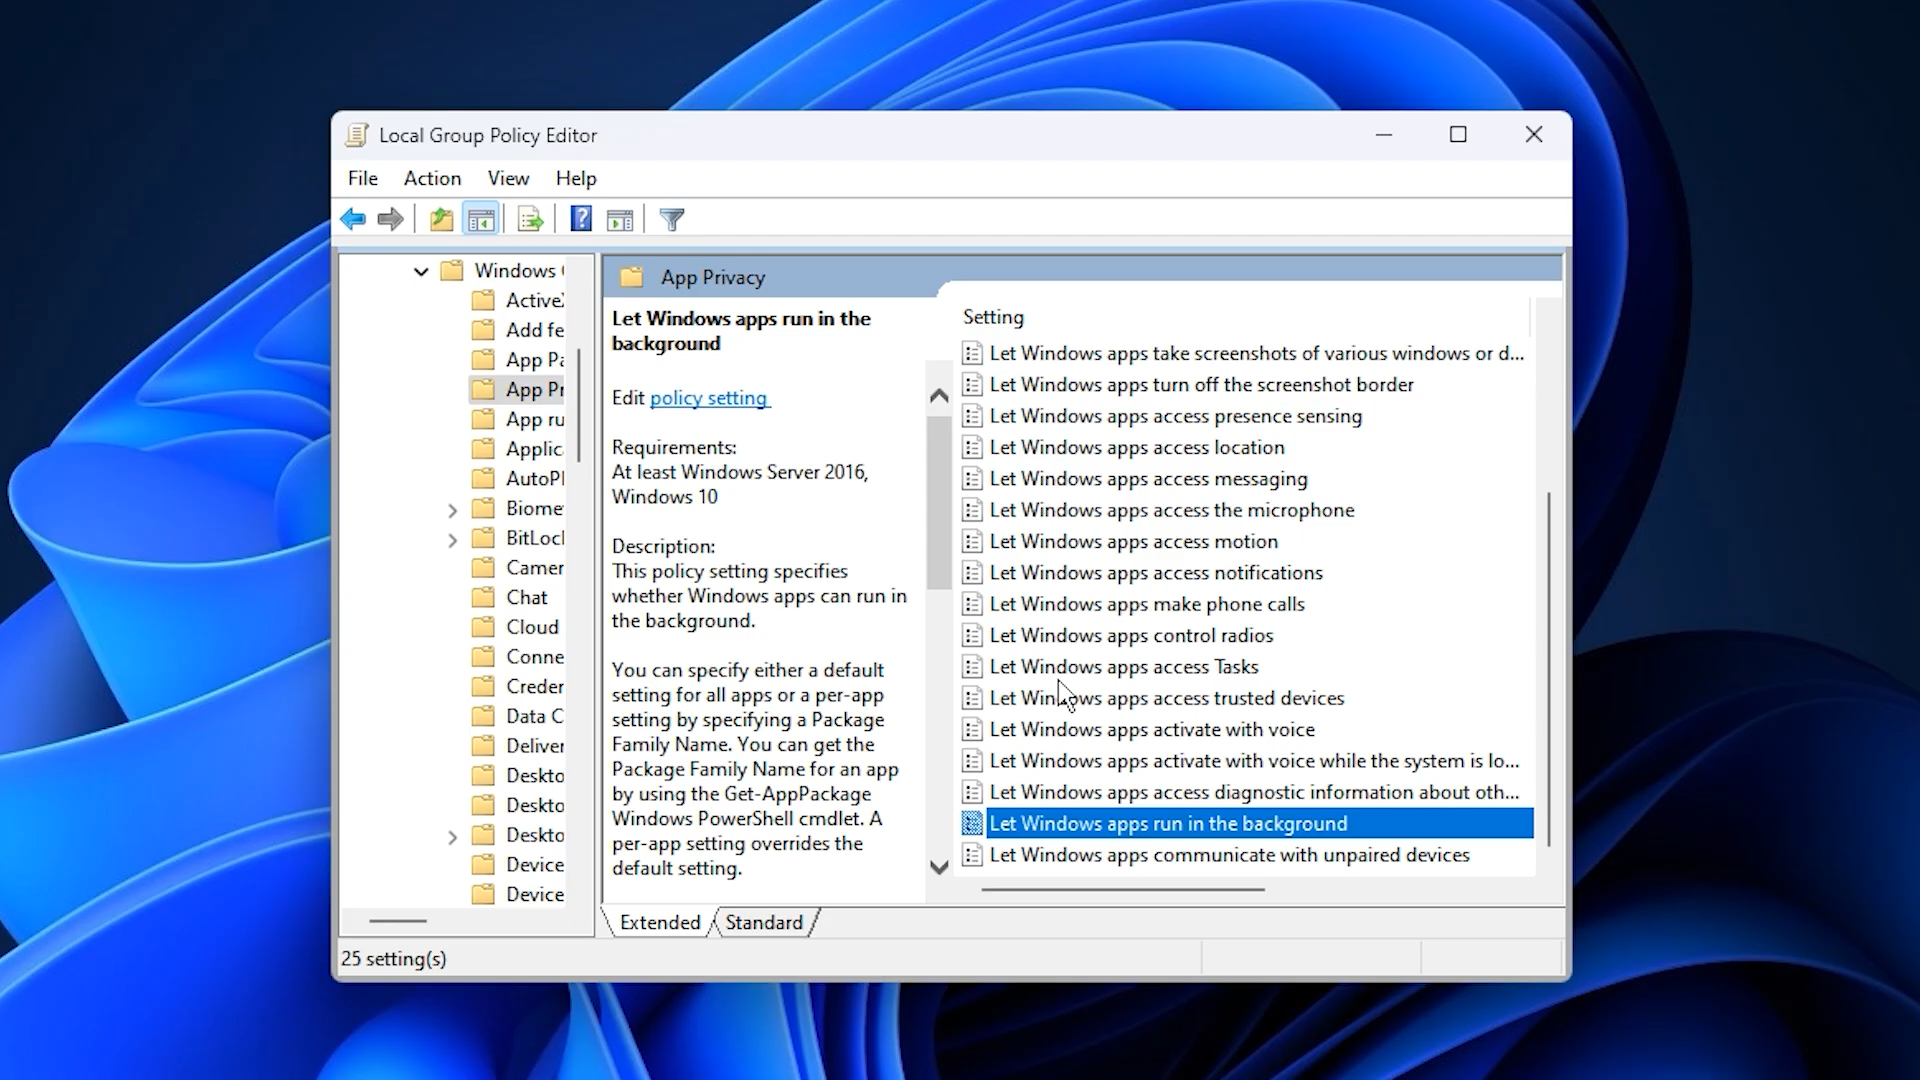 Local Group Policy Editor
File Action View Help
Windows
Active
Add fe
App Pa
App Pr
App ru
Applic
AutoPl
Biome
BitLocl
Camer
Chat
Cloud
Conne
Creder
Data C
Deliver
Deskto
Deskto
Deskto
Device
Device
App Privacy
Let Windows apps run in the
background
Edit policy setting
Requirements:
At least Windows Server 2016,
Windows 10
Description:
This policy setting specifies
whether Windows apps can run in
the background.
You can specify either a default
setting for all apps or a per-app
setting by specifying a Package
Family Name. You can get the
Package Family Name for an app
by using the Get-AppPackage
Windows PowerShell cmdlet. A
per-app setting overrides the
default setting.
Setting
Let Windows apps take screenshots of various windows or d...
Let Windows apps turn off the screenshot border
Let Windows apps access presence sensing
Let Windows apps access location
Let Windows apps access messaging
Let Windows apps access the microphone
Let Windows apps access motion
Let Windows apps access notifications
Let Windows apps make phone calls
Let Windows apps control radios
Let Windows apps access Tasks
Let Windows apps access trusted devices
Let Windows apps activate with voice
Let Windows apps activate with voice while the system is lo...
Let Windows apps access diagnostic information about oth...
Let Windows apps run in the background
Let Windows apps communicate with unpaired devices
Extended Standard
25 setting(s)